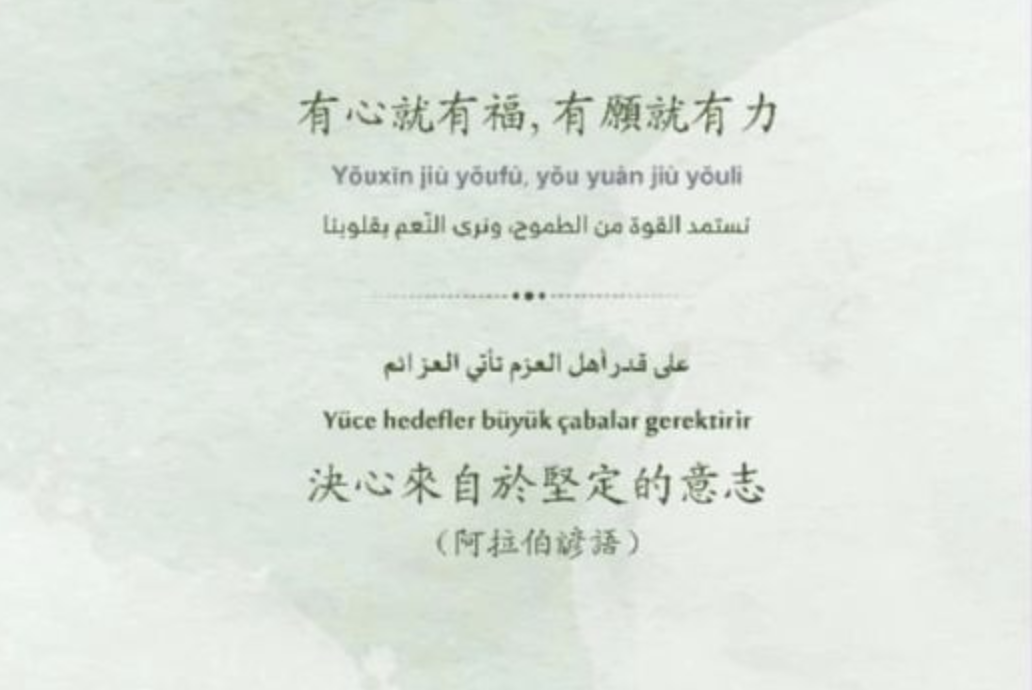 有心就有福, 有願就有力
Yǒuxīn jiù yǒufú, yǒu yuàn jiù yǒulì
نستمد القوة من الطموح، ونرى النّعم بقلوبنا
على قدر أهل العزم تأتي العزائم
Yüce hedefler büyük çabalar gerektirir
決心來自於堅定的意志
（阿拉伯諺語）